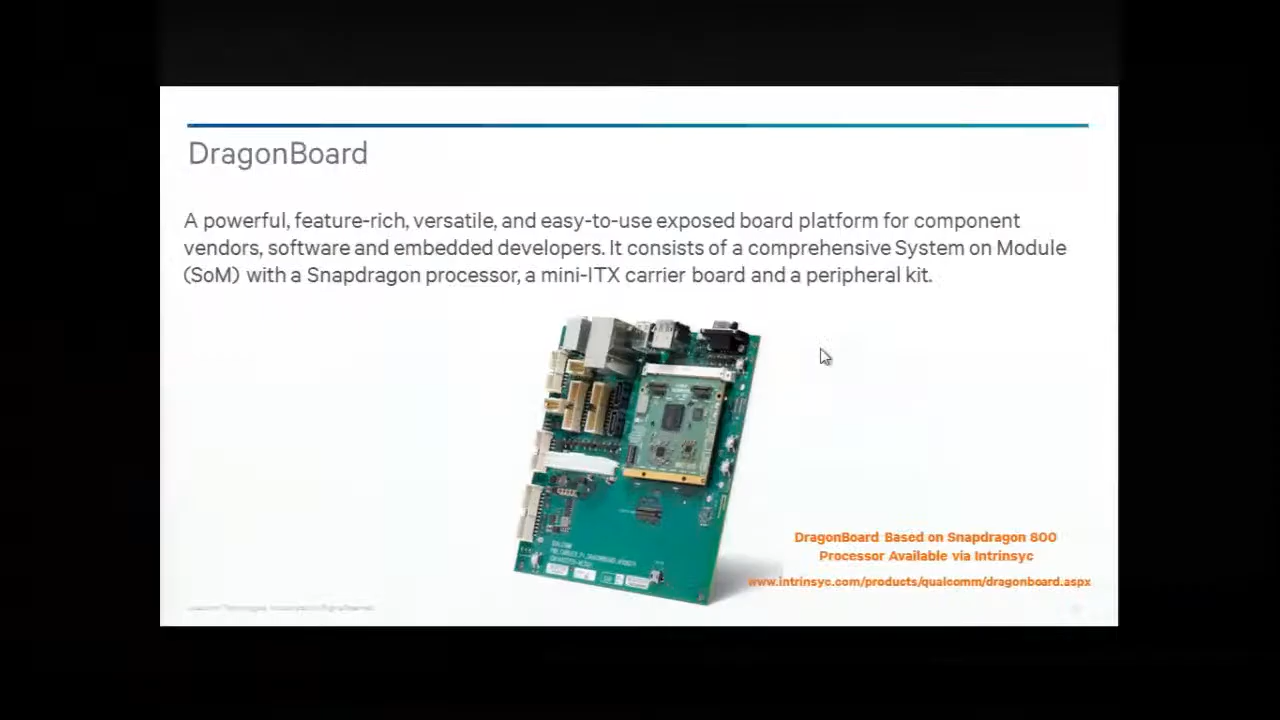 DragonBoard
A powerful, feature-rich, versatile, and easy-to-use exposed board platform for component
vendors, software and embedded developers. It consists of a comprehensive System on Module
(SoM) with a Snapdragon processor, a mini-ITX carrier board and a peripheral kit.
DragonBoard Based on Snapdragon 800
Processor Available via Intrinsyc
www.intrinsyc.com/products/qualcomm/dragonboard.aspx